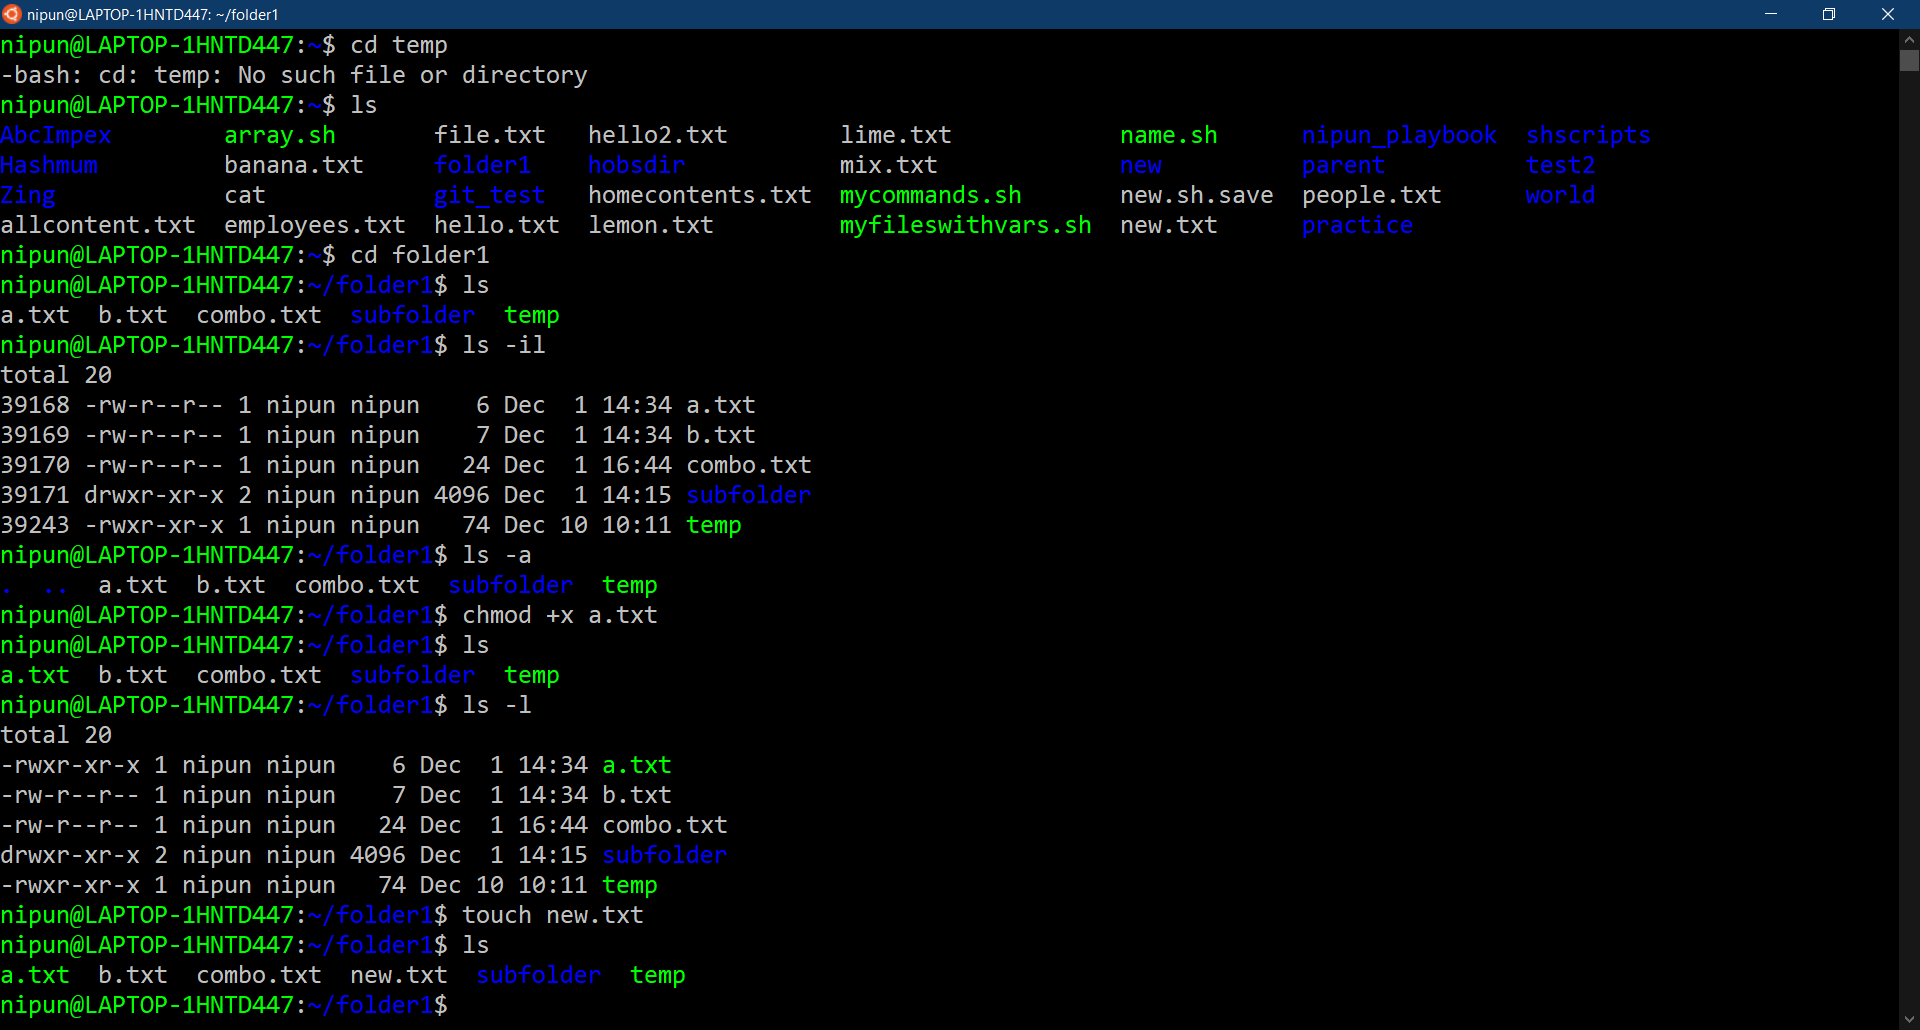 nipun@LAPTOP-1HNTD447: ~/folder1
nipun@LAPTOP-1HNTD447:~$ cd temp
-bash: cd: temp: No such file or directory
nipun@LAPTOP-1HNTD447:~$ ls
AbcImpex        array.sh       file.txt   hello2.txt        lime.txt            name.sh      nipun_playbook  shscripts
Hashmum         banana.txt     folder1    hobsdir           mix.txt             new          parent          test2
Zing            cat            git_test   homecontents.txt  mycommands.sh       new.sh.save  people.txt      world
allcontent.txt  employees.txt  hello.txt  lemon.txt         myfileswithvars.sh  new.txt      practice
nipun@LAPTOP-1HNTD447:~$ cd folder1
nipun@LAPTOP-1HNTD447:~/folder1$ ls
a.txt  b.txt  combo.txt  subfolder  temp
nipun@LAPTOP-1HNTD447:~/folder1$ ls -il
total 20
39168 -rw-r--r-- 1 nipun nipun    6 Dec  1 14:34 a.txt
39169 -rw-r--r-- 1 nipun nipun    7 Dec  1 14:34 b.txt
39170 -rw-r--r-- 1 nipun nipun   24 Dec  1 16:44 combo.txt
39171 drwxr-xr-x 2 nipun nipun 4096 Dec  1 14:15 subfolder
39243 -rwxr-xr-x 1 nipun nipun   74 Dec 10 10:11 temp
nipun@LAPTOP-1HNTD447:~/folder1$ ls -a
.  ..  a.txt  b.txt  combo.txt  subfolder  temp
nipun@LAPTOP-1HNTD447:~/folder1$ chmod +x a.txt
nipun@LAPTOP-1HNTD447:~/folder1$ ls
a.txt  b.txt  combo.txt  subfolder  temp
nipun@LAPTOP-1HNTD447:~/folder1$ ls -l
total 20
-rwxr-xr-x 1 nipun nipun    6 Dec  1 14:34 a.txt
-rw-r--r-- 1 nipun nipun    7 Dec  1 14:34 b.txt
-rw-r--r-- 1 nipun nipun   24 Dec  1 16:44 combo.txt
drwxr-xr-x 2 nipun nipun 4096 Dec  1 14:15 subfolder
-rwxr-xr-x 1 nipun nipun   74 Dec 10 10:11 temp
nipun@LAPTOP-1HNTD447:~/folder1$ touch new.txt
nipun@LAPTOP-1HNTD447:~/folder1$ ls
a.txt  b.txt  combo.txt  new.txt  subfolder  temp
nipun@LAPTOP-1HNTD447:~/folder1$